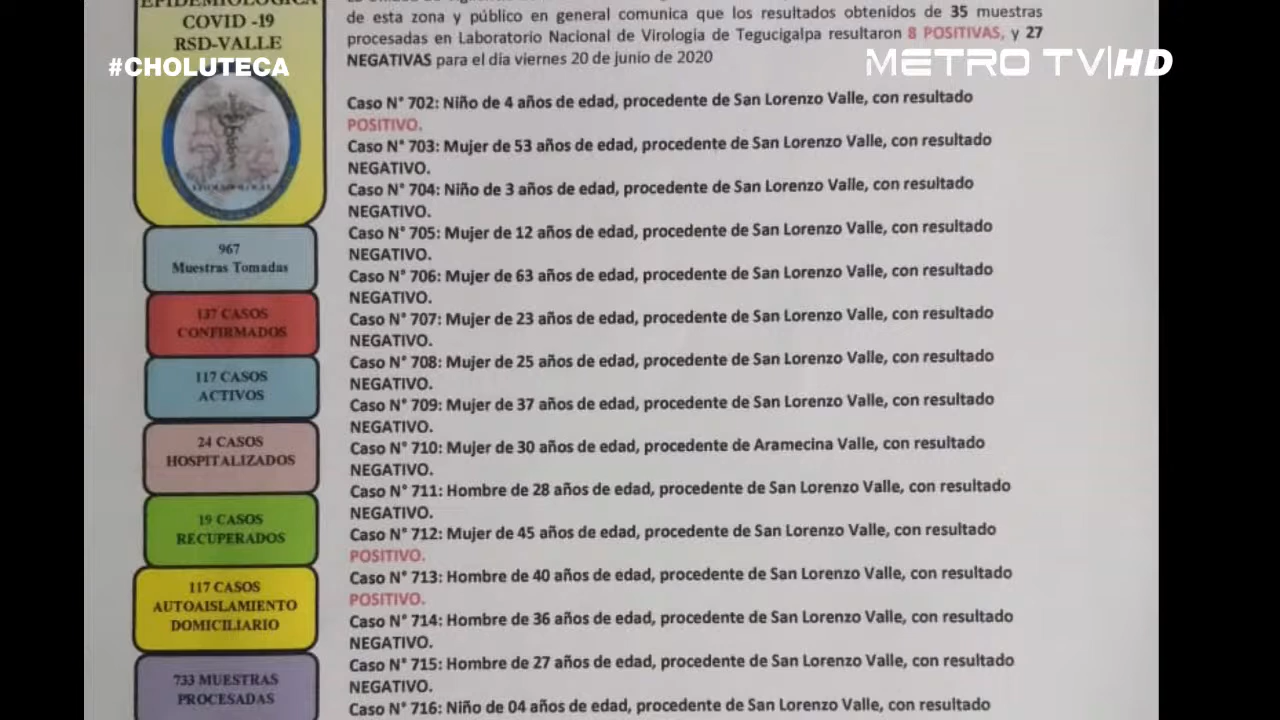 EPIDEMIOLOGICA
COVID -19
RSD-VALLE
#CHOLUTECA
METRO TV|HD
de esta zona y público en general comunica que los resultados obtenidos de 35 muestras
procesadas en Laboratorio Nacional de Virología de Tegucigalpa resultaron 8 POSITIVAS, y 27
NEGATIVAS para el día viernes 20 de junio de 2020
Caso N° 702: Niño de 4 años de edad, procedente de San Lorenzo Valle, con resultado
POSITIVO.
Caso N° 703: Mujer de 53 años de edad, procedente de San Lorenzo Valle, con resultado
NEGATIVO.
Caso N° 704: Niño de 3 años de edad, procedente de San Lorenzo Valle, con resultado
NEGATIVO.
Caso N° 705: Mujer de 12 años de edad, procedente de San Lorenzo Valle, con resultado
NEGATIVO.
Caso N° 706: Mujer de 63 años de edad, procedente de San Lorenzo Valle, con resultado
NEGATIVO.
Caso N° 707: Mujer de 23 años de edad, procedente de San Lorenzo Valle, con resultado
NEGATIVO.
Caso N° 708: Mujer de 25 años de edad, procedente de San Lorenzo Valle, con resultado
NEGATIVO.
Caso N° 709: Mujer de 37 años de edad, procedente de San Lorenzo Valle, con resultado
NEGATIVO.
Caso N° 710: Mujer de 30 años de edad, procedente de Aramecina Valle, con resultado
NEGATIVO.
Caso N° 711: Hombre de 28 años de edad, procedente de San Lorenzo Valle, con resultado
NEGATIVO.
Caso N° 712: Mujer de 45 años de edad, procedente de San Lorenzo Valle, con resultado
POSITIVO.
Caso N° 713: Hombre de 40 años de edad, procedente de San Lorenzo Valle, con resultado
POSITIVO.
Caso N° 714: Hombre de 36 años de edad, procedente de San Lorenzo Valle, con resultado
NEGATIVO.
Caso N° 715: Hombre de 27 años de edad, procedente de San Lorenzo Valle, con resultado
NEGATIVO.
Caso N° 716: Niño de 04 años de edad, procedente de San Lorenzo Valle, con resultado
967
Muestras Tomadas
137 CASOS
CONFIRMADOS
117 CASOS
ACTIVOS
24 CASOS
HOSPITALIZADOS
19 CASOS
RECUPERADOS
117 CASOS
AUTOAISLAMIENTO
DOMICILIARIO
733 MUESTRAS
PROCESADAS